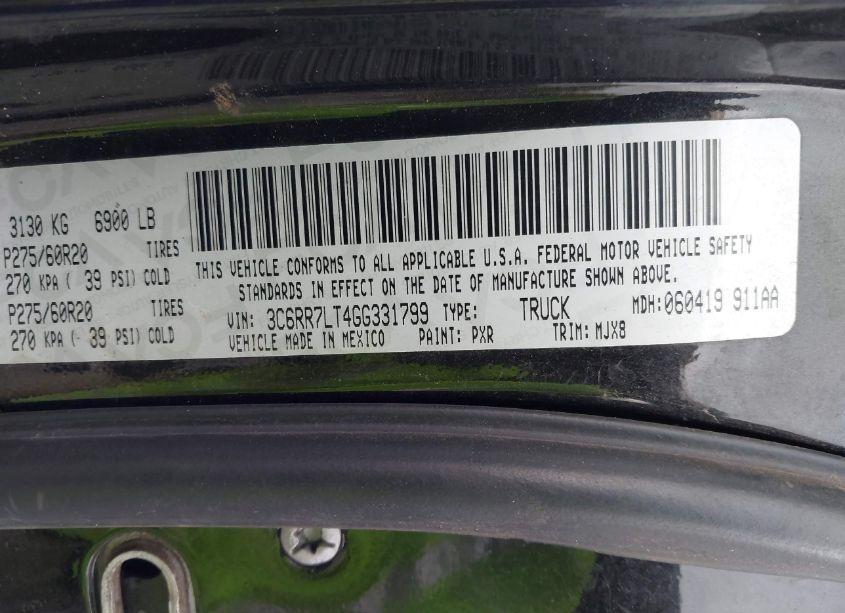 3130 KG 6900 LB
P275/60R20 TIRES
270 KPA ( 39 PSI) COLD
P275/60R20 TIRES
270 KPA ( 39 PSI) COLD
THIS VEHICLE CONFORMS TO ALL APPLICABLE U.S.A. FEDERAL MOTOR VEHICLE SAFETY
STANDARDS IN EFFECT ON THE DATE OF MANUFACTURE SHOWN ABOVE.
VIN: 3C6RR7LT4GG331799 TYPE: TRUCK MDH: 060419 911AA
VEHICLE MADE IN MEXICO PAINT: PXR TRIM: MJX8